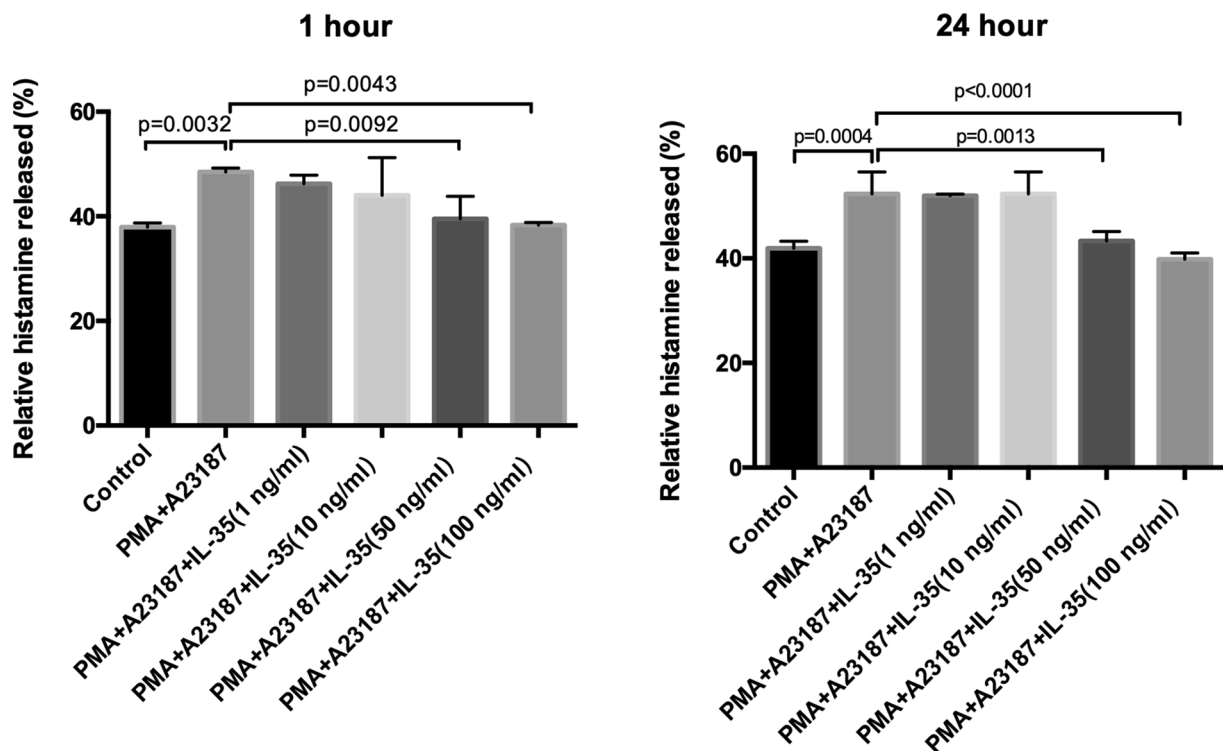 1 hour
Relative histamine released (%)
p=0.0043
p=0.0032
p=0.0092
60
40
20
0
Control
PMA+A23187
PMA+A23187+IL-35(1 ng/ml)
PMA+A23187+IL-35(10 ng/ml)
PMA+A23187+IL-35(50 ng/ml)
PMA+A23187+IL-35(100 ng/ml)
24 hour
Relative histamine released (%)
p<0.0001
p=0.0004
p=0.0013
60
40
20
0
Control
PMA+A23187
PMA+A23187+IL-35(1 ng/ml)
PMA+A23187+IL-35(10 ng/ml)
PMA+A23187+IL-35(50 ng/ml)
PMA+A23187+IL-35(100 ng/ml)